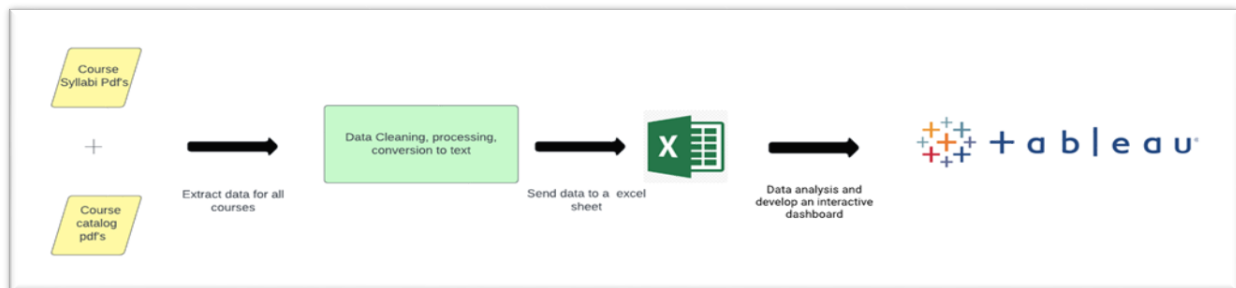 Course
Syllabi Pdf's
+
Course
catalog
pdf's
Extract data for all
courses
Data Cleaning, processing,
conversion to text
Send data to a excel
sheet
X
Data analysis and
develop an interactive
dashboard
+ableau